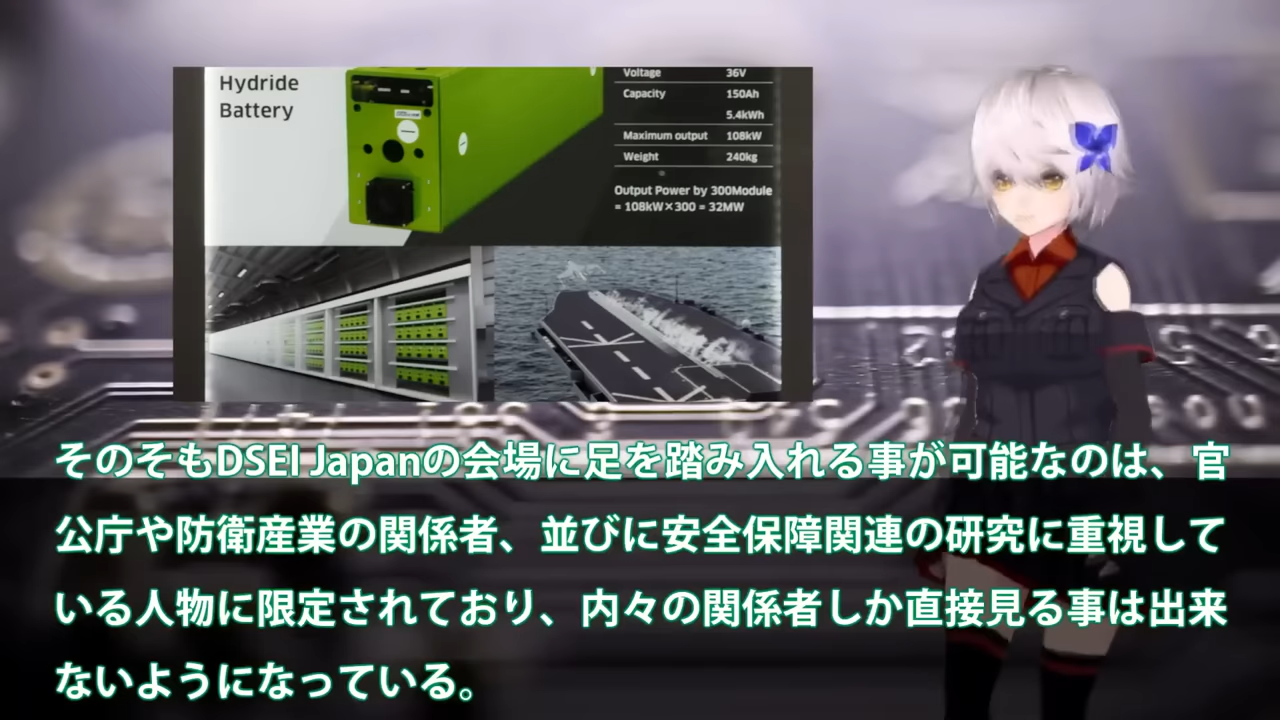 Hydride
Battery
Voltage 36V
Capacity 150Ah
5.4kWh
Maximum output 108kW
Weight 240kg
Output Power by 300Module
= 108kW×300 = 32MW
そのそもDSEI Japanの会場に足を踏み入れる事が可能なのは、官
公庁や防衛産業の関係者、並びに安全保障関連の研究に重視して
いる人物に限定されており、内々の関係者しか直接見る事は出来
ないようになっている。